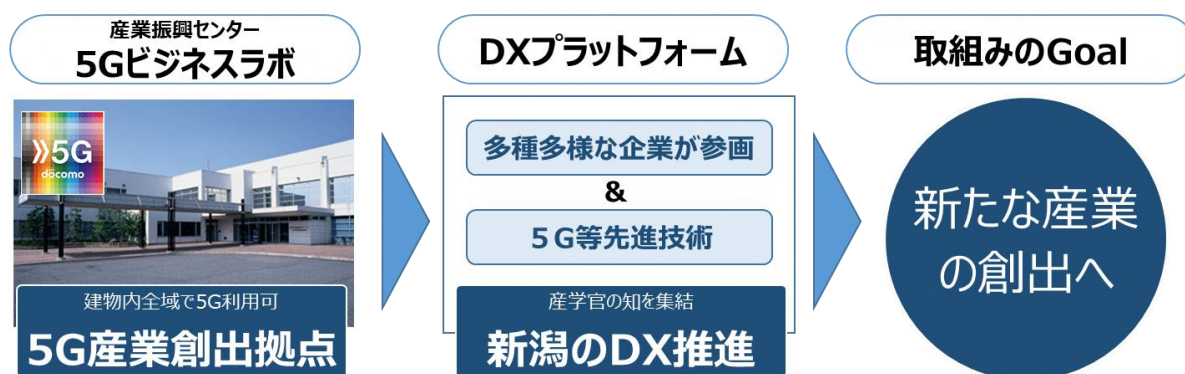 産業振興センター
5Gビジネスラボ
5G
döcomo
建物内全域で5G利用可
5G産業創出拠点
DXプラットフォーム
多種多様な企業が参画
&
５G等先進技術
産学官の知を集結
新潟のDX推進
取組みのGoal
新たな産業
の創出へ